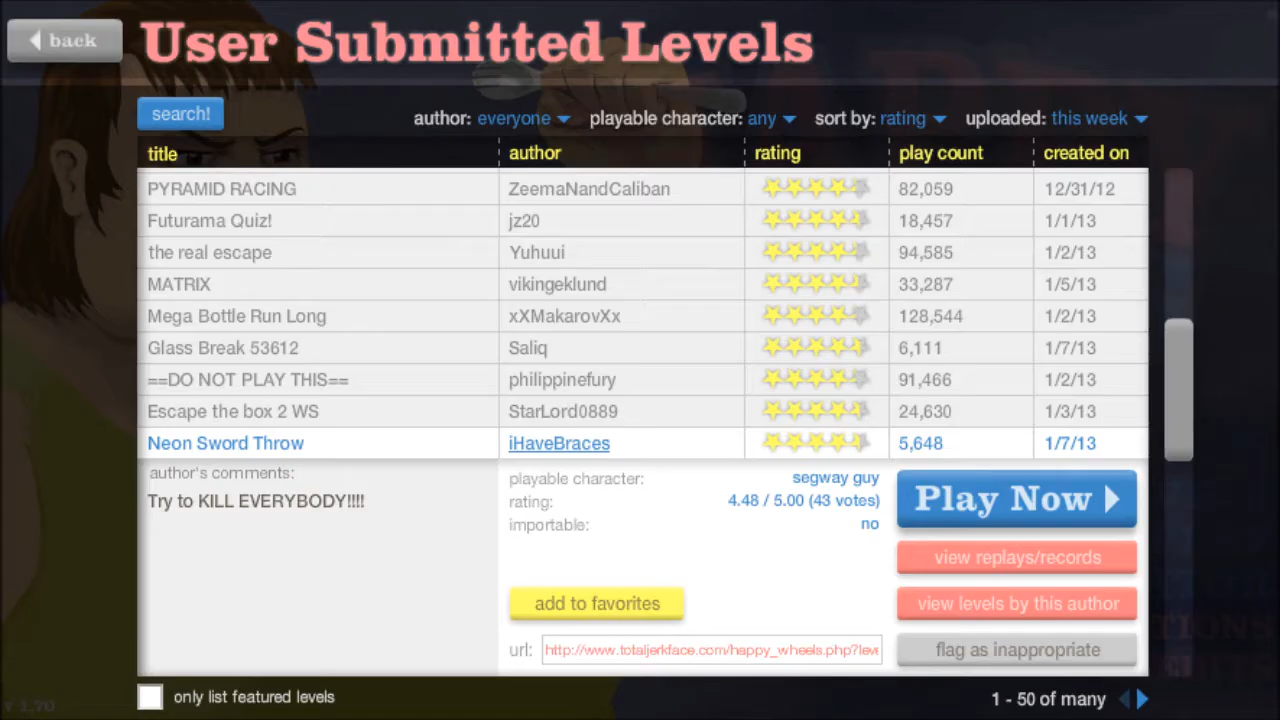 back
User Submitted Levels
search!
author: everyone playable character: any sort by: rating uploaded: this week
title author rating play count created on
PYRAMID RACING ZeemaNandCaliban 82,059 12/31/12
Futurama Quiz! jz20 18,457 1/1/13
the real escape Yuhuui 94,585 1/2/13
MATRIX vikingeklund 33,287 1/5/13
Mega Bottle Run Long xXMakarovXx 128,544 1/2/13
Glass Break 53612 Saliq 6,111 1/7/13
==DO NOT PLAY THIS== philippinefury 91,466 1/2/13
Escape the box 2 WS StarLord0889 24,630 1/3/13
Neon Sword Throw iHaveBraces 5,648 1/7/13
author's comments:
Try to KILL EVERYBODY!!!!
playable character: segway guy
rating: 4.48 / 5.00 (43 votes)
importable: no
add to favorites
url: http://www.totaljerkface.com/happy_wheels.php?leve
Play Now
view replays/records
view levels by this author
flag as inappropriate
only list featured levels
1 - 50 of many
v 1.70